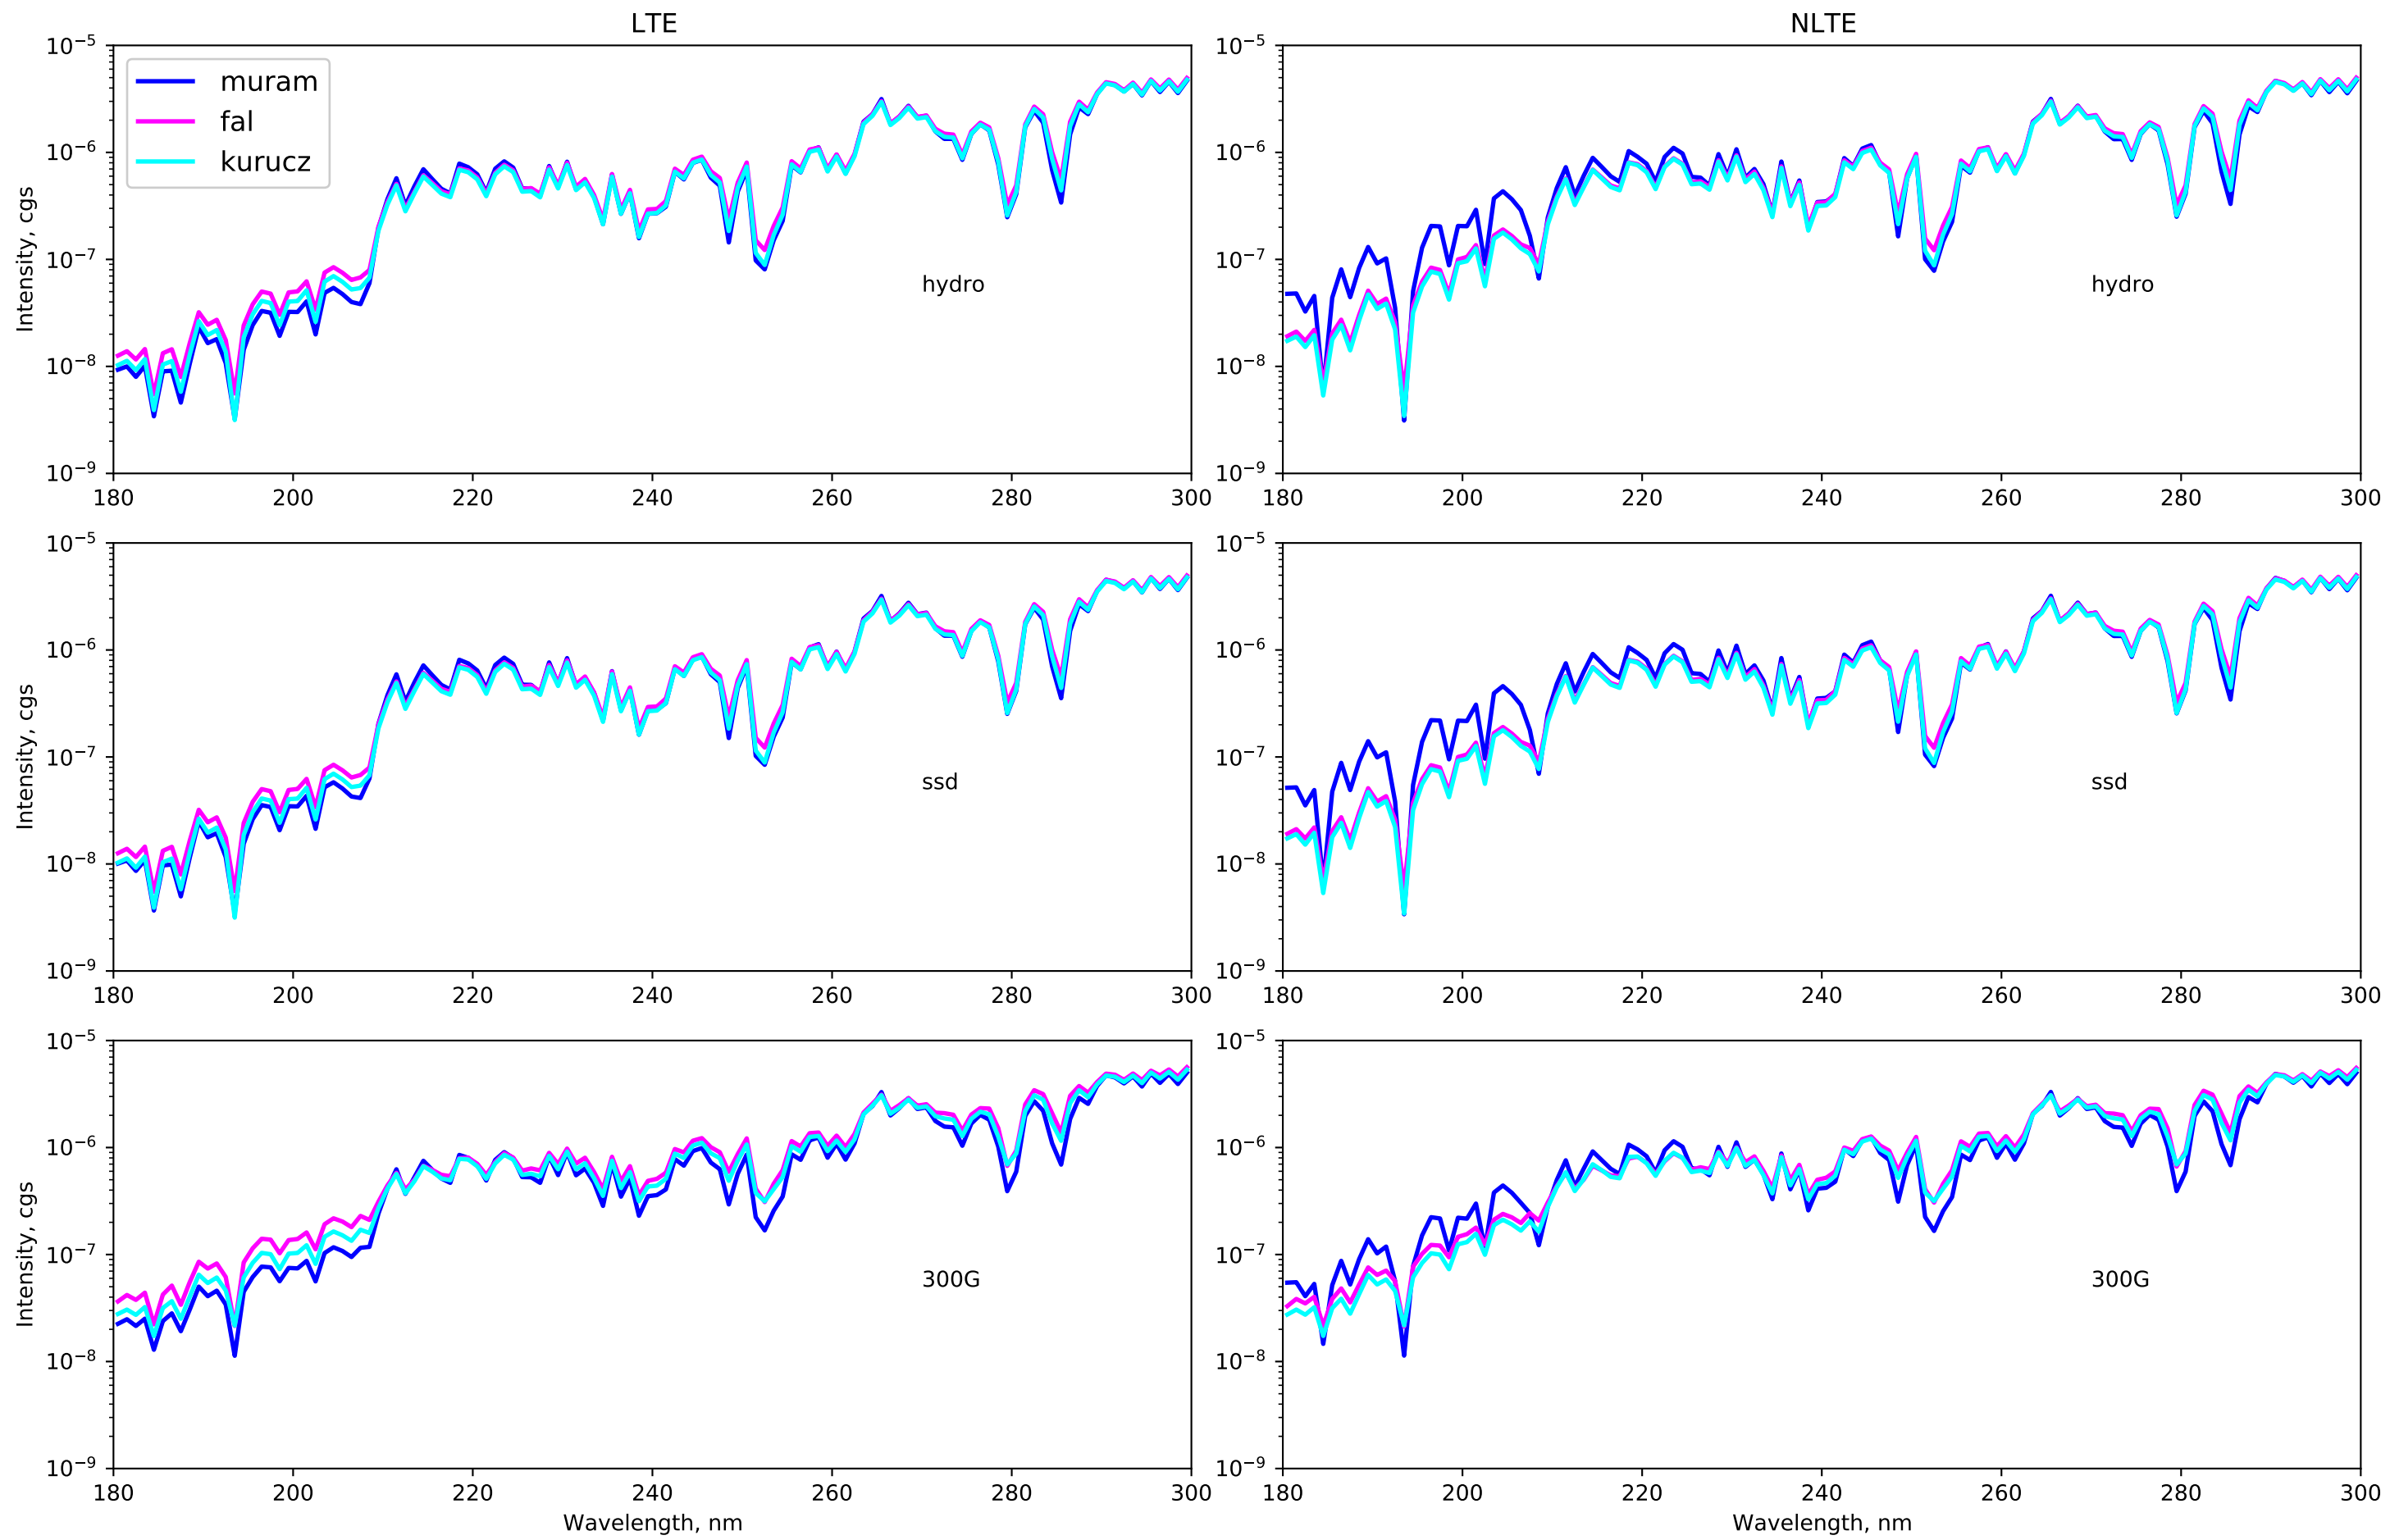 LTE
NLTE
10⁻⁵
10⁻⁶
10⁻⁷
10⁻⁸
10⁻⁹
Intensity, cgs
muram
fal
kurucz
hydro
180 200 220 240 260 280 300
10⁻⁵
10⁻⁶
10⁻⁷
10⁻⁸
10⁻⁹
hydro
180 200 220 240 260 280 300
10⁻⁵
10⁻⁶
10⁻⁷
10⁻⁸
10⁻⁹
Intensity, cgs
ssd
180 200 220 240 260 280 300
10⁻⁵
10⁻⁶
10⁻⁷
10⁻⁸
10⁻⁹
ssd
180 200 220 240 260 280 300
10⁻⁵
10⁻⁶
10⁻⁷
10⁻⁸
10⁻⁹
Intensity, cgs
300G
180 200 220 240 260 280 300
Wavelength, nm
10⁻⁵
10⁻⁶
10⁻⁷
10⁻⁸
10⁻⁹
300G
180 200 220 240 260 280 300
Wavelength, nm